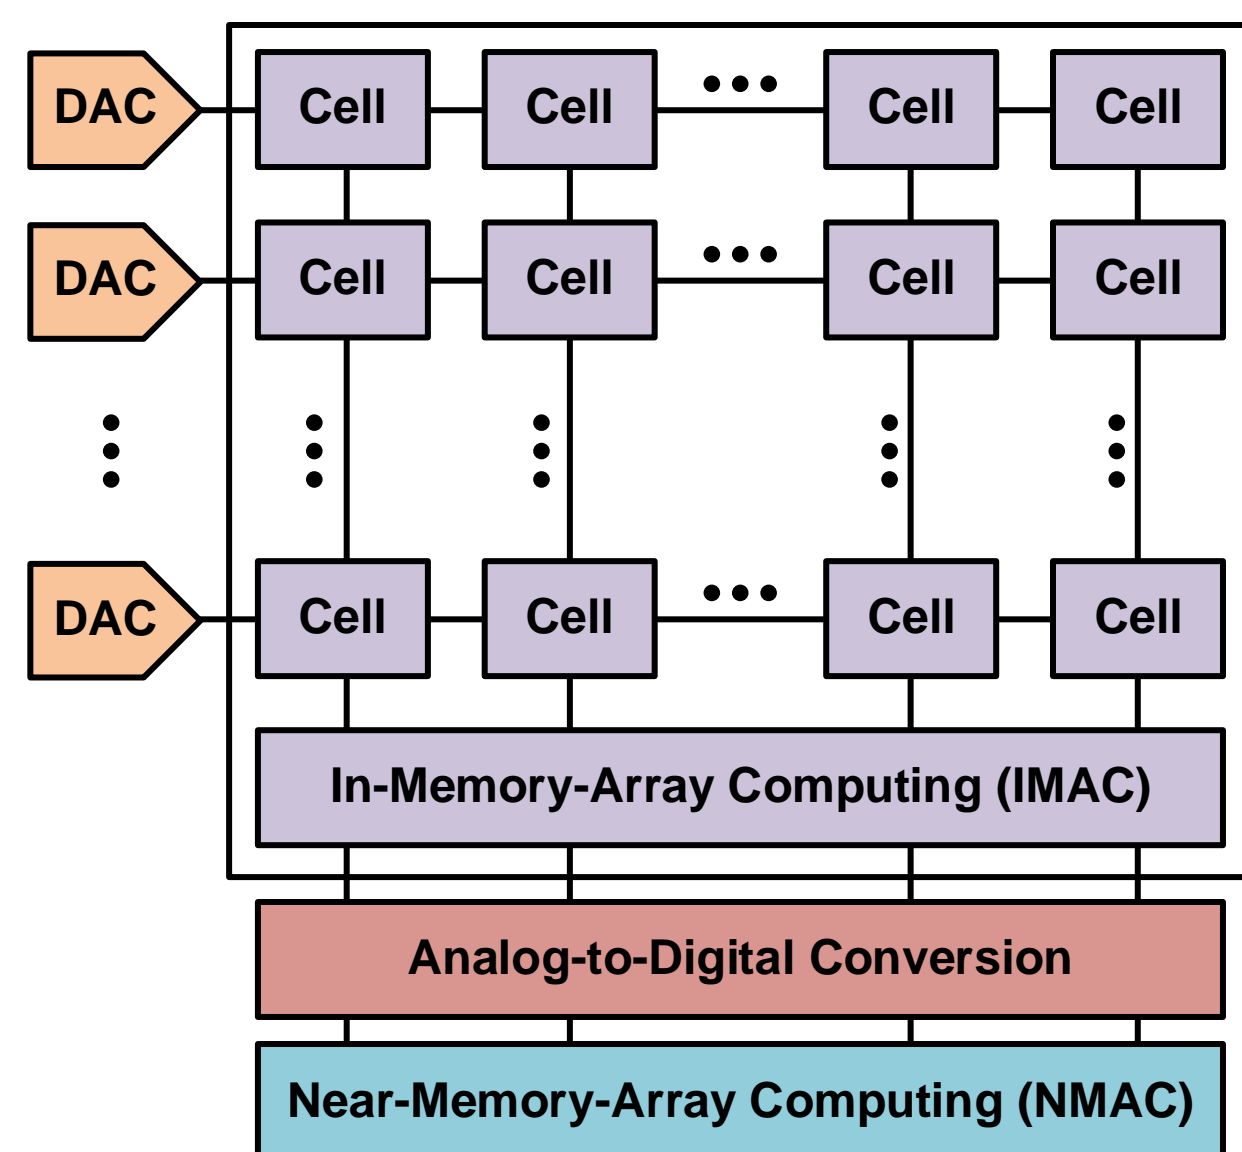 DAC Cell Cell Cell Cell
DAC Cell Cell Cell Cell
DAC Cell Cell Cell Cell
In-Memory-Array Computing (IMAC)
Analog-to-Digital Conversion
Near-Memory-Array Computing (NMAC)